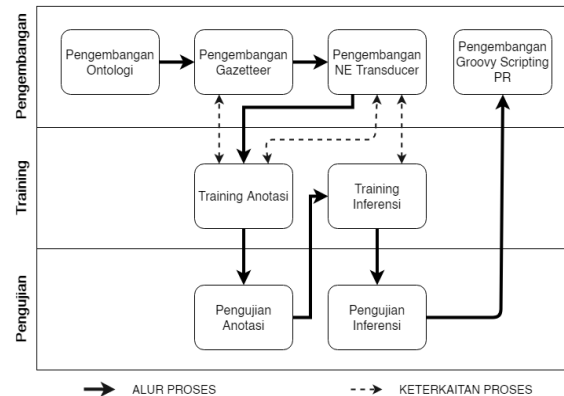 Pengembangan
Pengembangan
Ontologi
Pengembangan
Gazetteer
Pengembangan
NE Transducer
Pengembangan
Groovy Scripting
PR
Training
Training Anotasi
Training
Inferensi
Pengujian
Pengujian
Anotasi
Pengujian
Inferensi
ALUR PROSES
KETERKAITAN PROSES